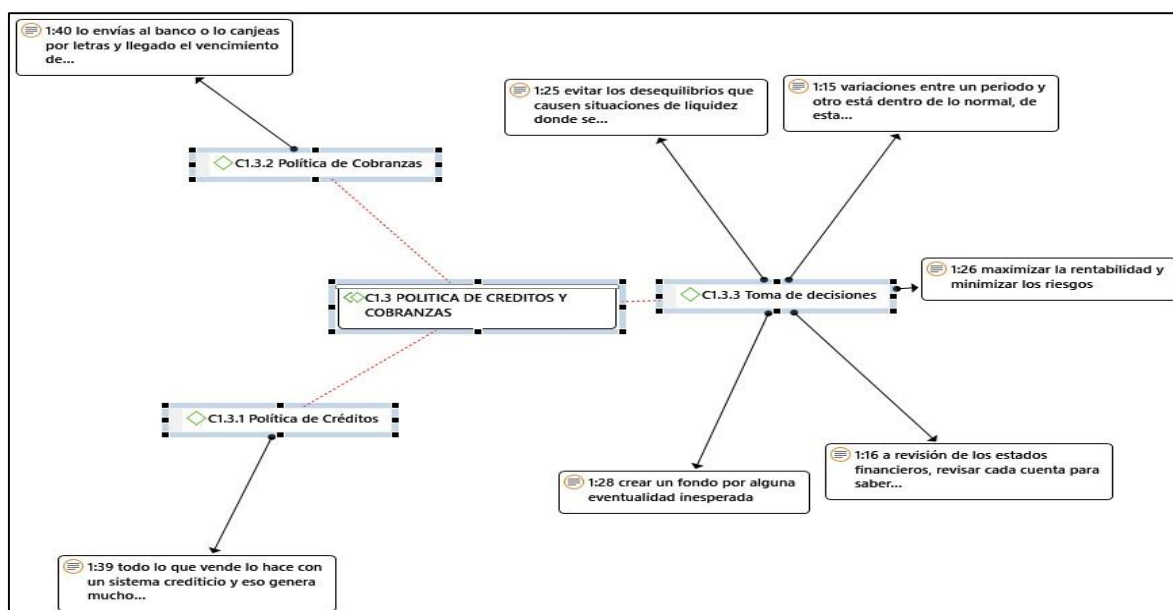 1:40 lo envías al banco o lo canjeas
por letras y llegado el vencimiento
de...
1:25 evitar los desequilibrios que
causen situaciones de liquidez
donde se...
1:15 variaciones entre un periodo y
otro está dentro de lo normal, de
esta...
C1.3.2 Política de Cobranzas
1:26 maximizar la rentabilidad y
minimizar los riesgos
C1.3 POLITICA DE CREDITOS Y
COBRANZAS
C1.3.3 Toma de decisiones
C1.3.1 Política de Créditos
1:16 a revisión de los estados
financieros, revisar cada cuenta para
saber...
1:28 crear un fondo por alguna
eventualidad inesperada
1:39 todo lo que vende lo hace con
un sistema crediticio y eso genera
mucho...